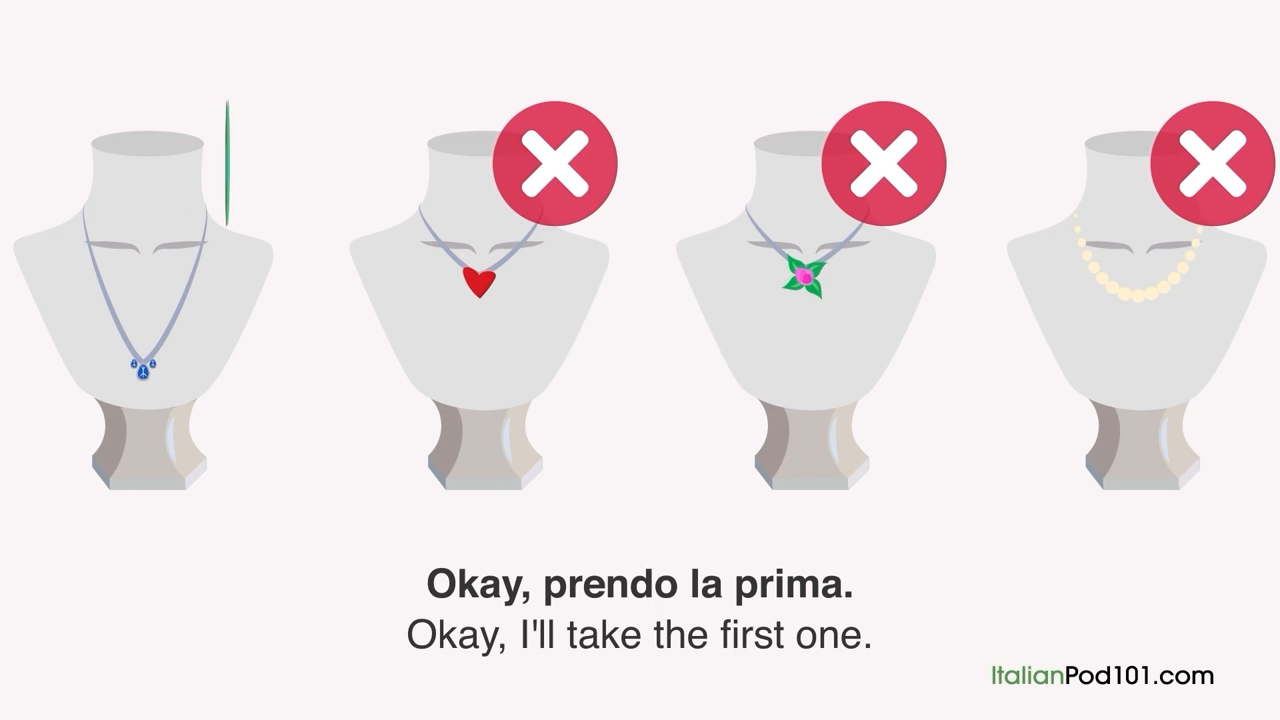 Okay, prendo la prima.
Okay, I'll take the first one.
ItalianPod101.com